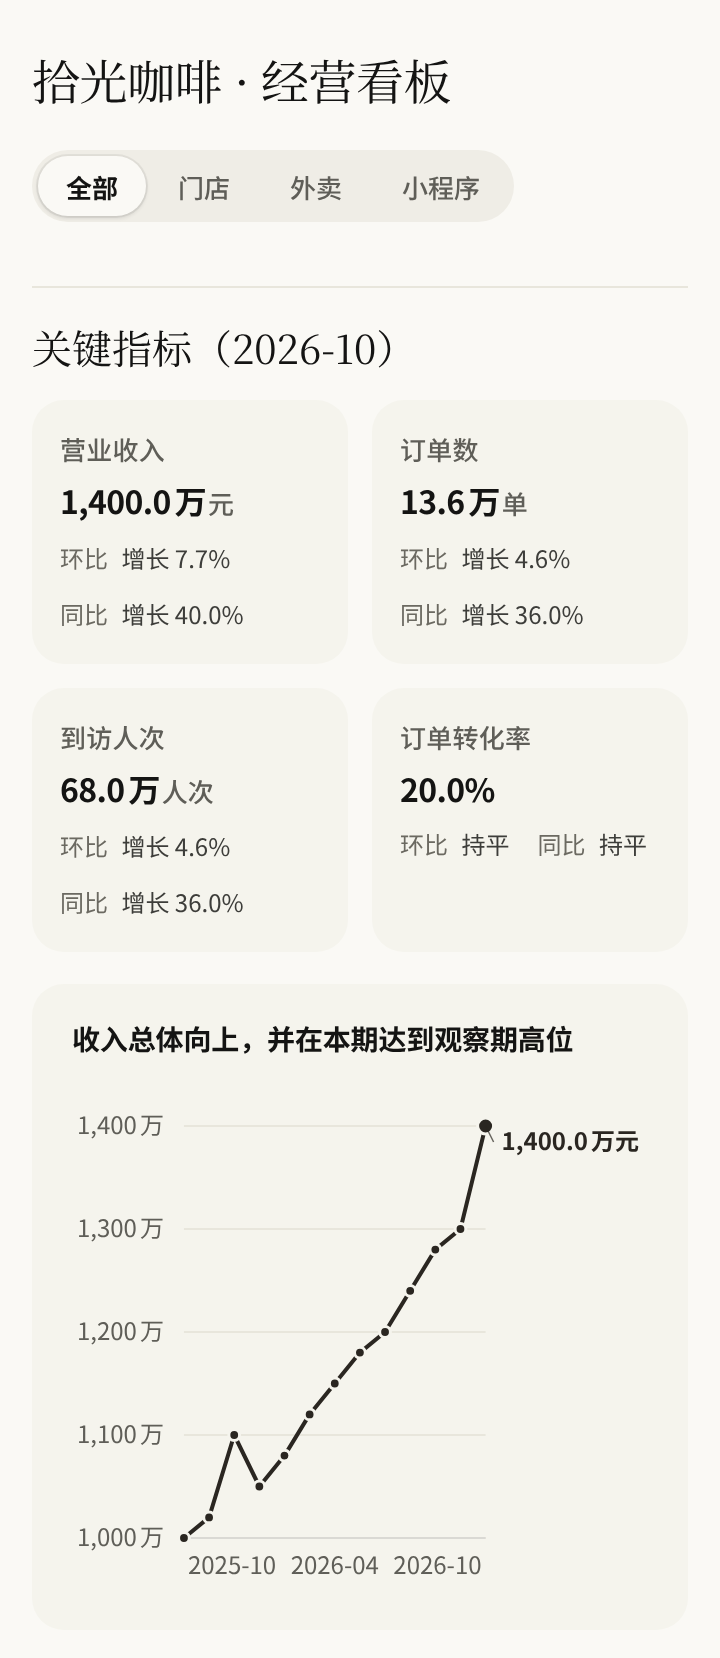 拾光咖啡 · 经营看板
全部 门店 外卖 小程序
关键指标（2026-10）
营业收入
1,400.0万元
环比 增长 7.7%
同比 增长 40.0%
订单数
13.6万单
环比 增长 4.6%
同比 增长 36.0%
到访人次
68.0万人次
环比 增长 4.6%
同比 增长 36.0%
订单转化率
20.0%
环比 持平 同比 持平
收入总体向上，并在本期达到观察期高位
1,400万
1,400.0万元
1,300万
1,200万
1,100万
1,000万
2025-10 2026-04 2026-10